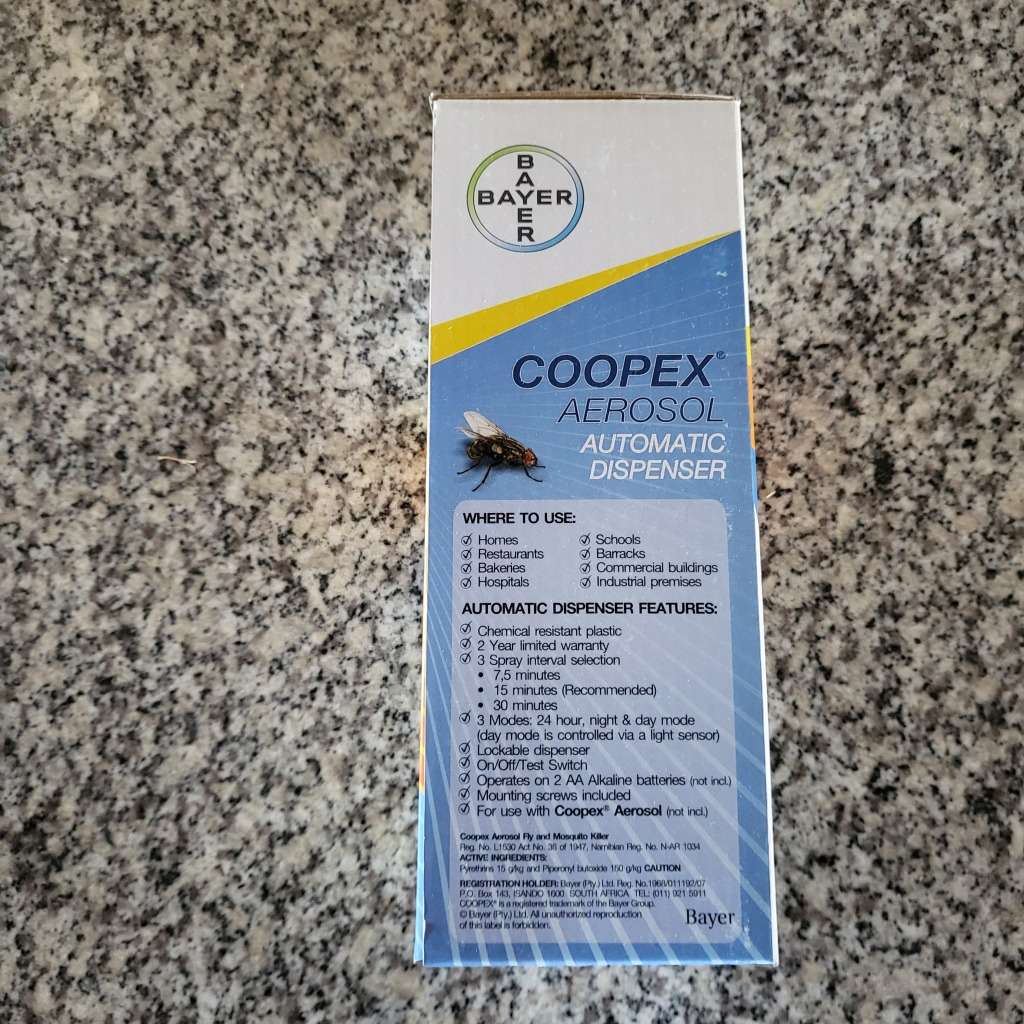 BAYER
BAYER
COOPEX®
AEROSOL
AUTOMATIC
DISPENSER
WHERE TO USE:
Homes
Restaurants
Bakeries
Hospitals
Schools
Barracks
Commercial buildings
Industrial premises
AUTOMATIC DISPENSER FEATURES:
Chemical resistant plastic
2 Year limited warranty
3 Spray interval selection
• 7,5 minutes
• 15 minutes (Recommended)
• 30 minutes
3 Modes: 24 hour, night & day mode
(day mode is controlled via a light sensor)
Lockable dispenser
On/Off/Test Switch
Operates on 2 AA Alkaline batteries (not incl.)
Mounting screws included
For use with Coopex® Aerosol (not incl.)
Coopex Aerosol Fly and Mosquito Killer
Reg. No. L1530 Act No. 36 of 1947, Namibian Reg. No. N-AR 1034
ACTIVE INGREDIENTS:
Pyrethrins 15 g/kg and Piperonyl butoxide 150 g/kg CAUTION
REGISTRATION HOLDER: Bayer (Pty.) Ltd. Reg. No.1968/011192/07
P.O. Box 143, ISANDO 1600 SOUTH AFRICA TEL: (011) 921 5911
COOPEX® is a registered trademark of the Bayer Group.
© Bayer (Pty.) Ltd. All unauthorized reproduction
of this label is forbidden.
Bayer